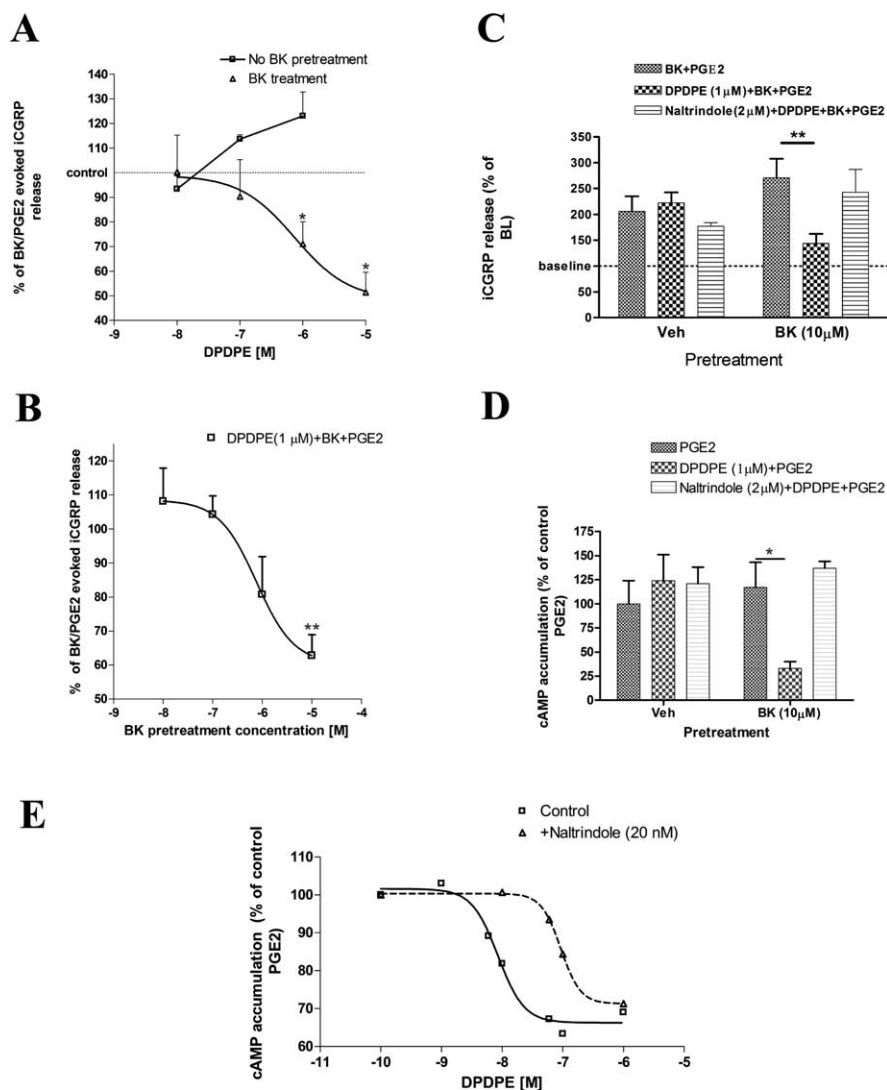 A
No BK pretreatment
BK treatment
% of BK/PGE2 evoked iCGRP
release
140
130
120
110
control
90
80
70
60
50
40
*
*
-9
-8
-7
-6
-5
DPDPE [M]
B
DPDPE(1 μM)+BK+PGE2
% of BK/PGE2 evoked iCGRP release
120
110
100
90
80
70
60
50
**
-9
-8
-7
-6
-5
-4
BK pretreatment concentration [M]
C
BK+PGE2
DPDPE (1μM)+BK+PGE2
Naltrindole(2μM)+DPDPE+BK+PGE2
iCGRP release (% of
BL)
350
300
250
200
150
baseline
50
0
**
Veh
BK (10μM)
Pretreatment
D
PGE2
DPDPE (1μM)+PGE2
Naltrindole (2μM)+DPDPE+PGE2
cAMP accumulation (% of control
PGE2)
175
150
125
100
75
50
25
0
*
Veh
BK (10μM)
Pretreatment
E
Control
+Naltrindole (20 nM)
cAMP accumulation (% of control
PGE2)
110
100
90
80
70
60
-11
-10
-9
-8
-7
-6
-5
DPDPE [M]